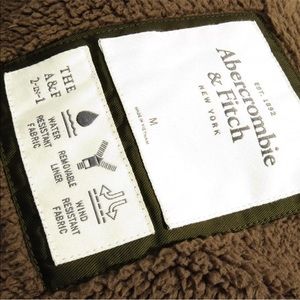 THE
A&F
2-IN-1
WATER
RESISTANT
FABRIC
REMOVABLE
LINER
WIND
RESISTANT
FABRIC
EST. 1892
Abercrombie
& Fitch
NEW YORK
M